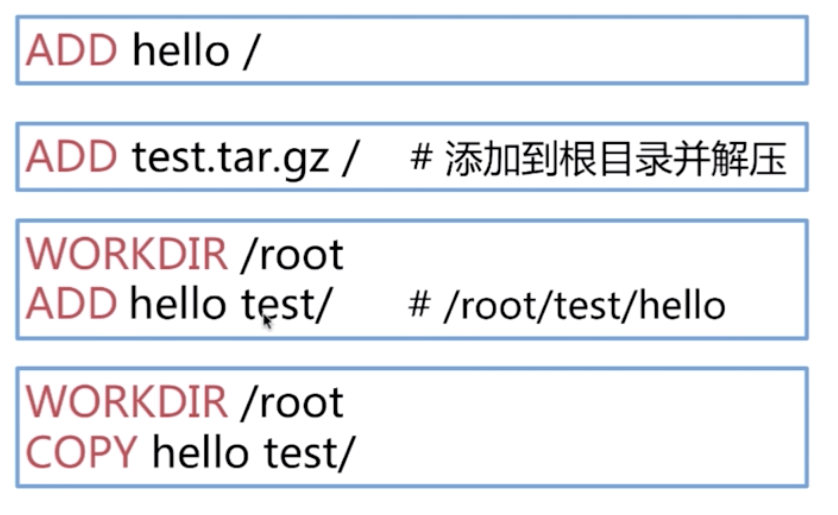 ADD hello /
ADD test.tar.gz / # 添加到根目录并解压
WORKDIR /root
ADD hello test/ # /root/test/hello
WORKDIR /root
COPY hello test/